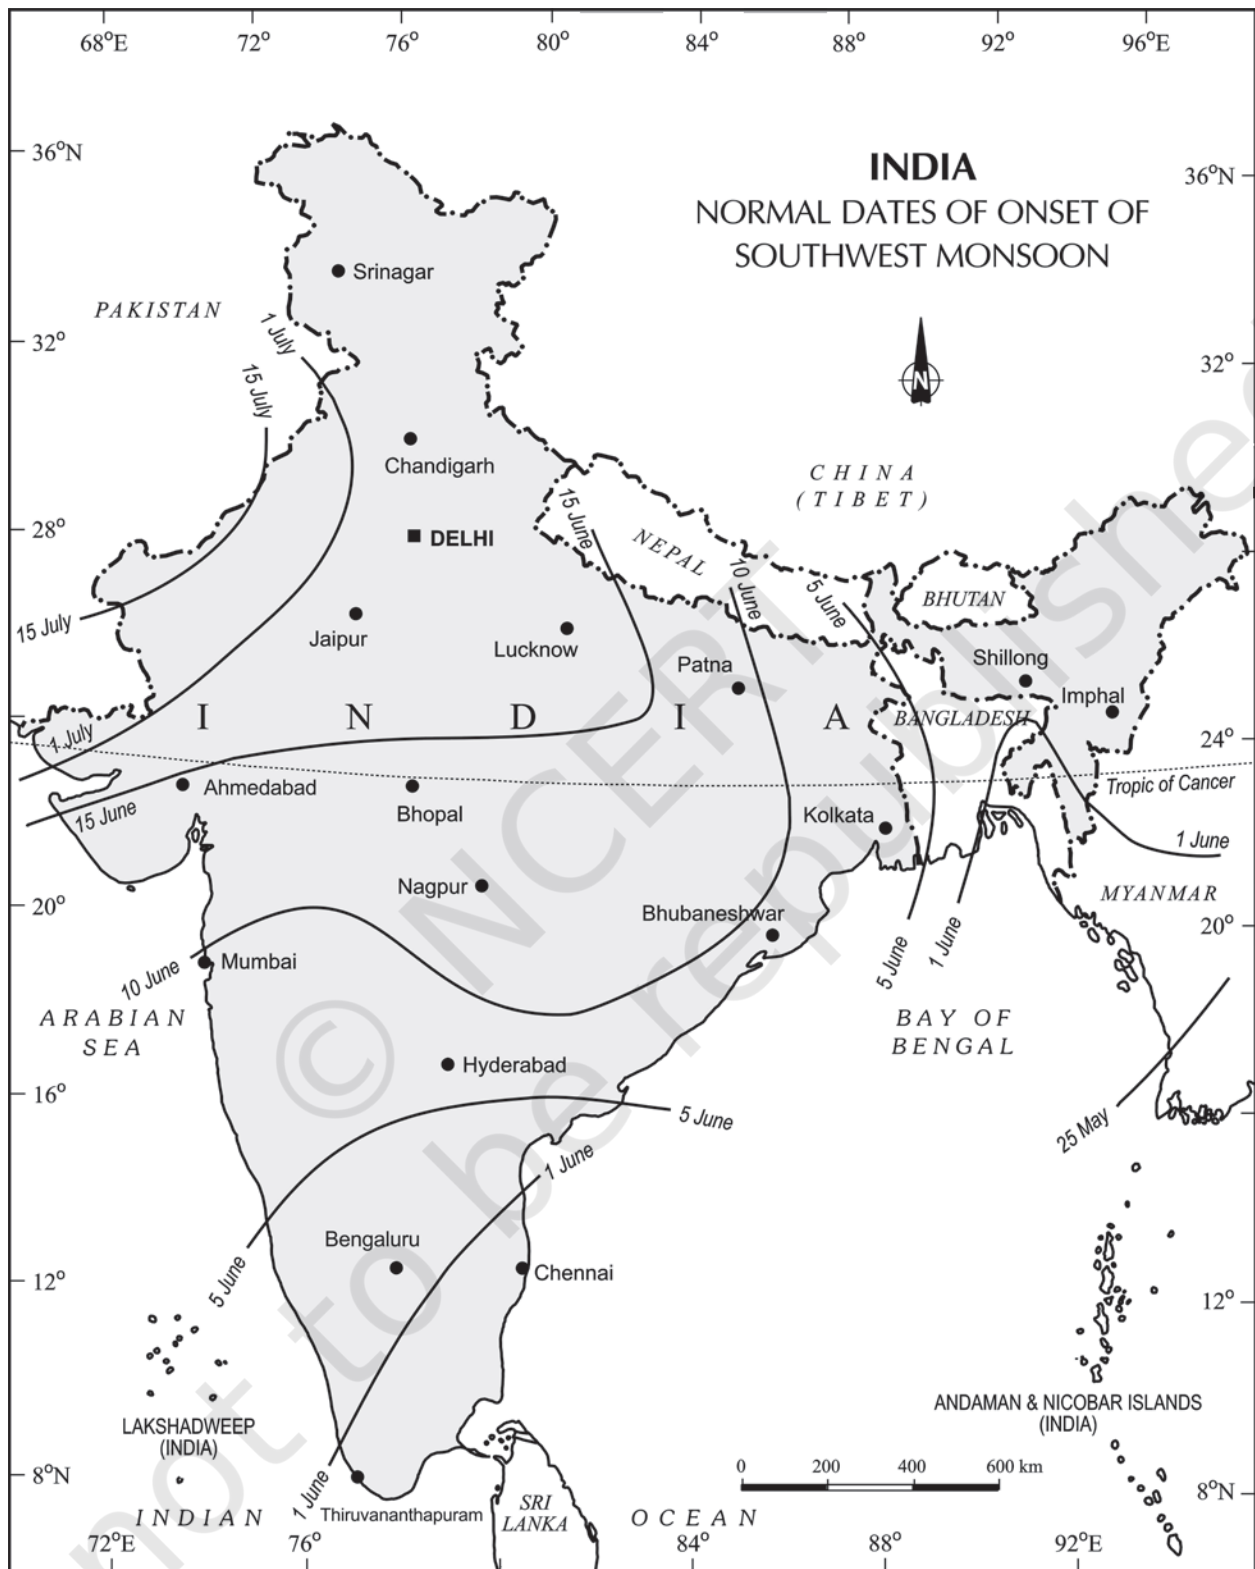 68°E 72° 76° 80° 84° 88° 92° 96°E
INDIA
NORMAL DATES OF ONSET OF
SOUTHWEST MONSOON
36°N
36°N
Srinagar
PAKISTAN
1 July
32°
32°
15 July
N
Chandigarh
CHINA
(TIBET)
15 June
28°
DELHI
NEPAL
10 June
5 June
BHUTAN
15 July
Jaipur
Lucknow
Patna
Shillong
Imphal
I N D I A
BANGLADESH
1 July
24°
Tropic of Cancer
Ahmedabad
15 June
Bhopal
Kolkata
1 June
Nagpur
MYANMAR
20°
Bhubaneshwar
20°
10 June
Mumbai
5 June
1 June
ARABIAN
SEA
BAY OF
BENGAL
Hyderabad
16°
5 June
25 May
1 June
Bengaluru
5 June
Chennai
12°
12°
LAKSHADWEEP
(INDIA)
ANDAMAN & NICOBAR ISLANDS
(INDIA)
0 200 400 600 km
8°N
8°N
1 June
Thiruvananthapuram
SRI
LANKA
INDIAN OCEAN
72°E 76° 84° 88° 92°E
© NCERT
not to be republished